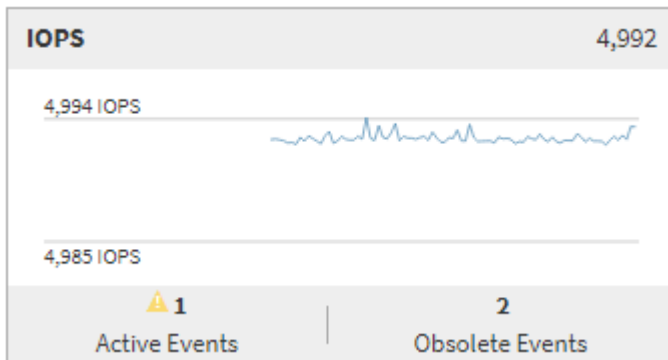 IOPS 4,992
4,994 IOPS
4,985 IOPS
1 2
Active Events Obsolete Events